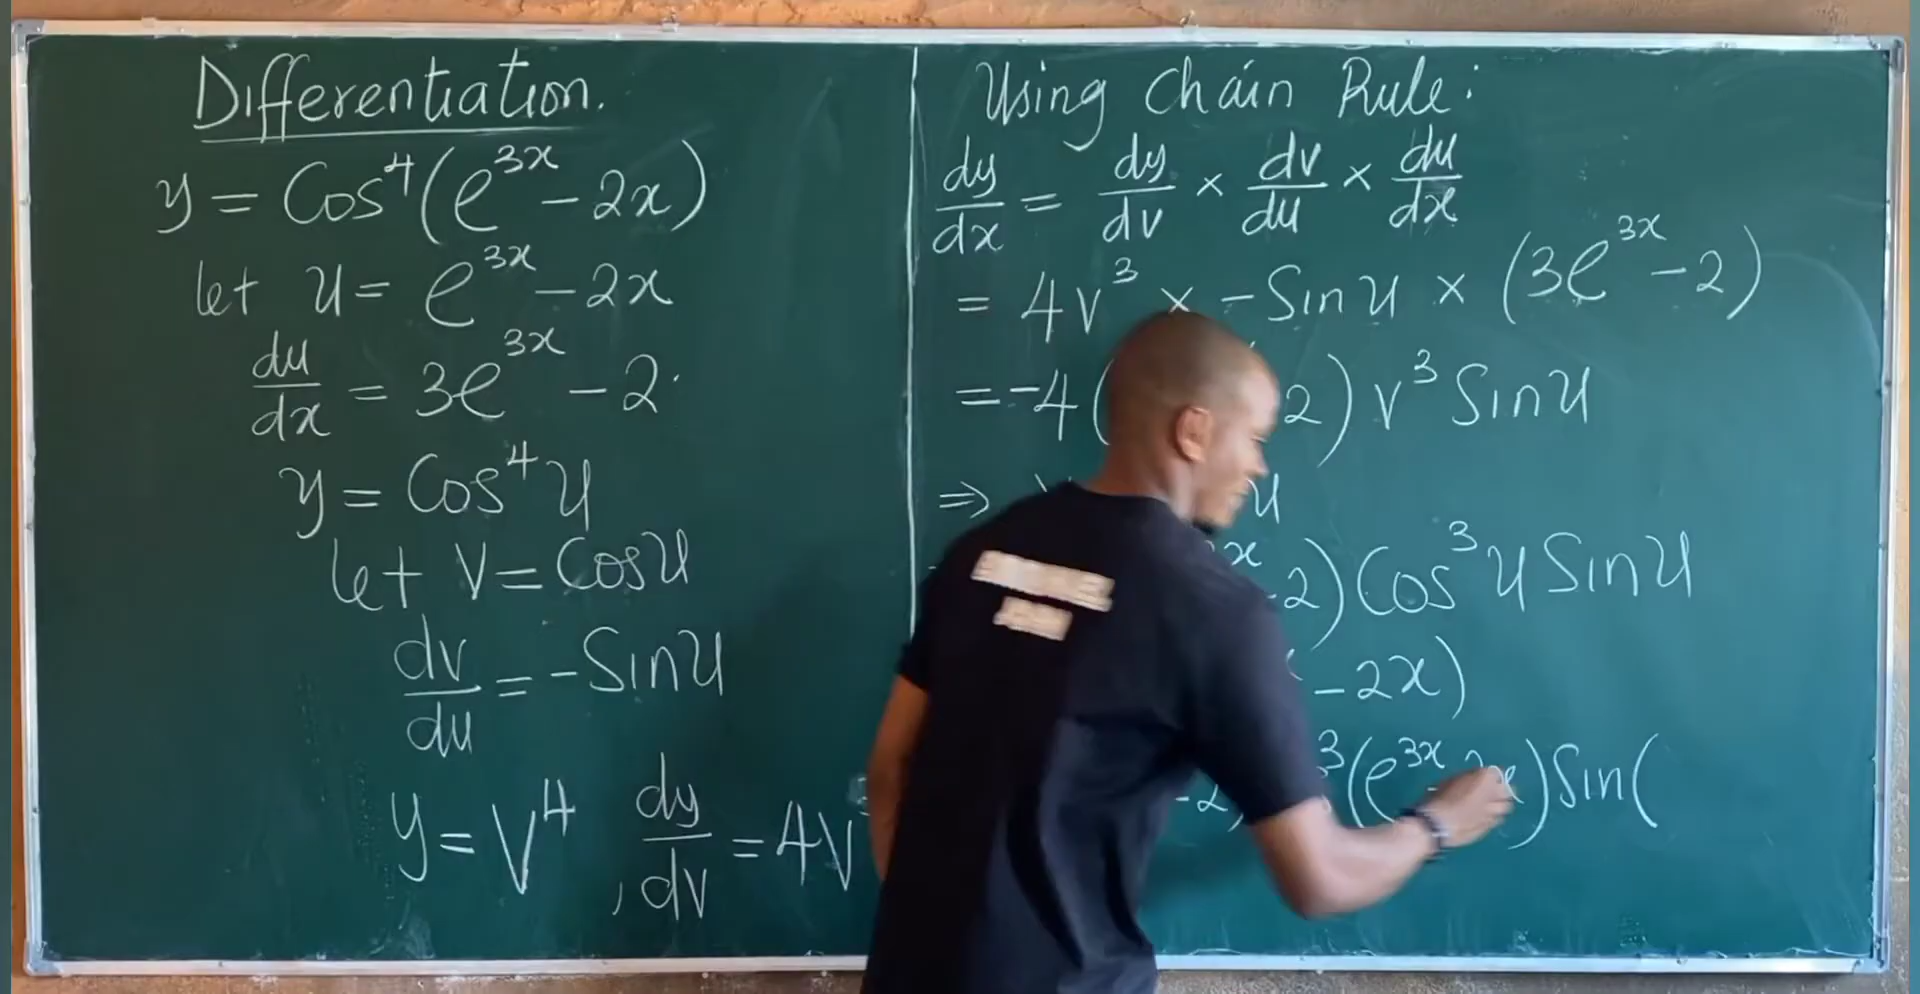 Differentiation.
y = Cos⁴(e³ˣ - 2x)
let u = e³ˣ - 2x
du/dx = 3e³ˣ - 2.
y = Cos⁴u
let v = Cosu
dv/du = -Sinu
y = v⁴ , dy/dv = 4v
Using Chain Rule:
dy/dx = dy/dv × dv/du × du/dx
= 4v³ × -Sinu × (3e³ˣ - 2)
= -4( 2) v³ Sinu
⇒ u
2) Cos³u Sinu
- 2x)
-2) ³(e³ˣ - 2x) Sin(